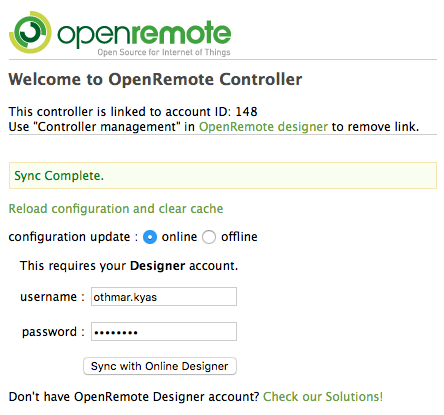 openremote
Open Source for Internet of Things
Welcome to OpenRemote Controller
This controller is linked to account ID: 148
Use "Controller management" in OpenRemote designer to remove link.
Sync Complete.
Reload configuration and clear cache
configuration update : online offline
This requires your Designer account.
username : othmar.kyas
password : ••••••••
Sync with Online Designer
Don't have OpenRemote Designer account? Check our Solutions!